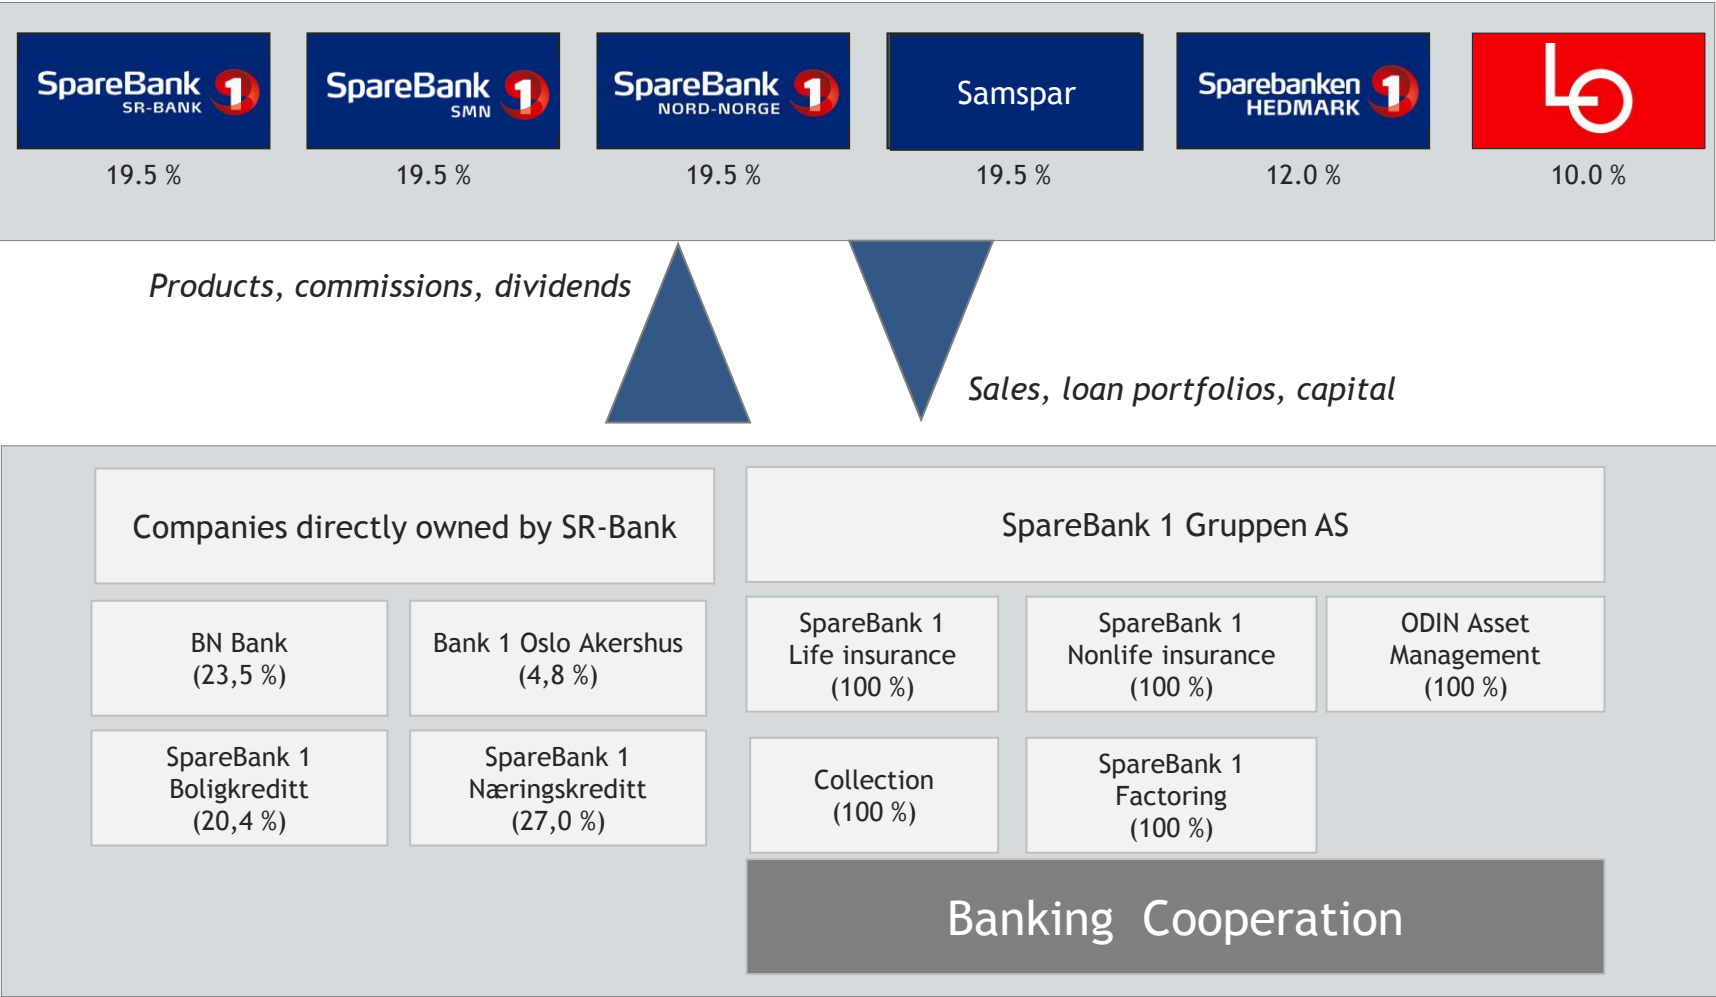 SpareBank 1
SR-BANK
19.5 %
SpareBank 1
SMN
19.5 %
SpareBank 1
NORD-NORGE
19.5 %
Samspar
19.5 %
Sparebanken 1
HEDMARK
12.0 %
LO
10.0 %
Products, commissions, dividends
Sales, loan portfolios, capital
Companies directly owned by SR-Bank
BN Bank
(23,5 %)
Bank 1 Oslo Akershus
(4,8 %)
SpareBank 1
Boligkreditt
(20,4 %)
SpareBank 1
Næringskreditt
(27,0 %)
SpareBank 1 Gruppen AS
SpareBank 1
Life insurance
(100 %)
SpareBank 1
Nonlife insurance
(100 %)
ODIN Asset
Management
(100 %)
Collection
(100 %)
SpareBank 1
Factoring
(100 %)
Banking Cooperation